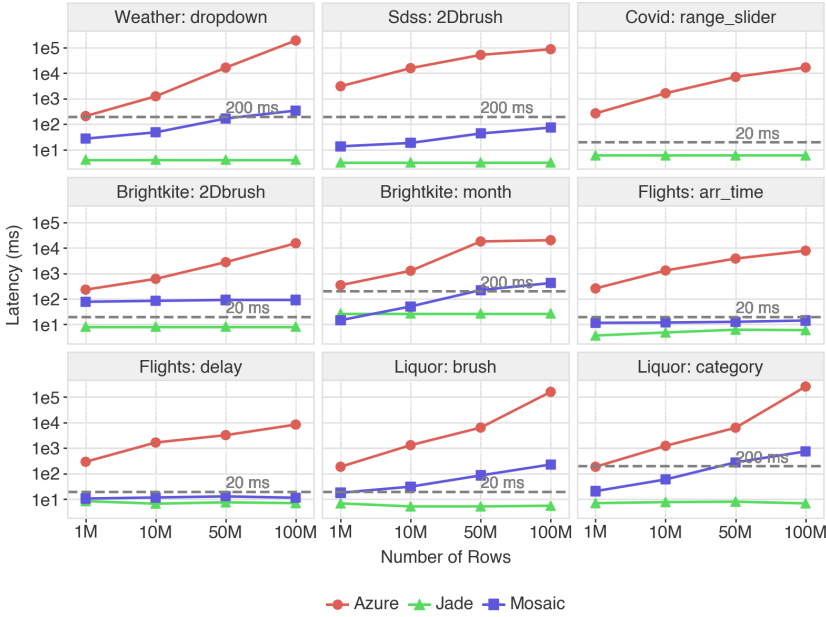 Weather: dropdown
Sdss: 2Dbrush
Covid: range_slider
1e5
1e4
1e3
1e2
1e1
200 ms
200 ms
20 ms
Brightkite: 2Dbrush
Brightkite: month
Flights: arr_time
1e5
1e4
1e3
1e2
1e1
20 ms
200 ms
20 ms
Latency (ms)
Flights: delay
Liquor: brush
Liquor: category
1e5
1e4
1e3
1e2
1e1
20 ms
20 ms
200 ms
1M 10M 50M 100M
1M 10M 50M 100M
1M 10M 50M 100M
Number of Rows
Azure Jade Mosaic